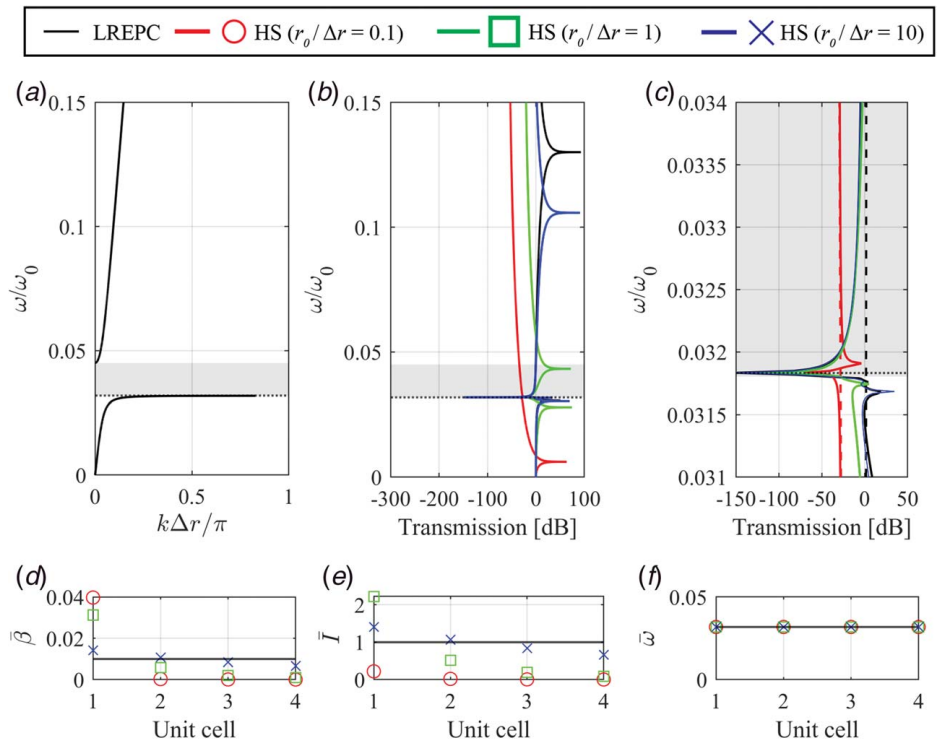 LREPC HS (r₀/Δr = 0.1) HS (r₀/Δr = 1) HS (r₀/Δr = 10)
(a) (b) (c)
0.15 0.15 0.034
0.0335
0.1 0.1 0.033
ω/ω₀ ω/ω₀ ω/ω₀
0.0325
0.05 0.05 0.032
0.0315
0 0 0.031
0 0.5 1 -300 -200 -100 0 100 -150 -100 -50 0 50
kΔr/π Transmission [dB] Transmission [dB]
(d) (e) (f)
0.04 2 0.05
β̄ 0.02 Ī 1 ω̄
0 0 0
1 2 3 4 1 2 3 4 1 2 3 4
Unit cell Unit cell Unit cell